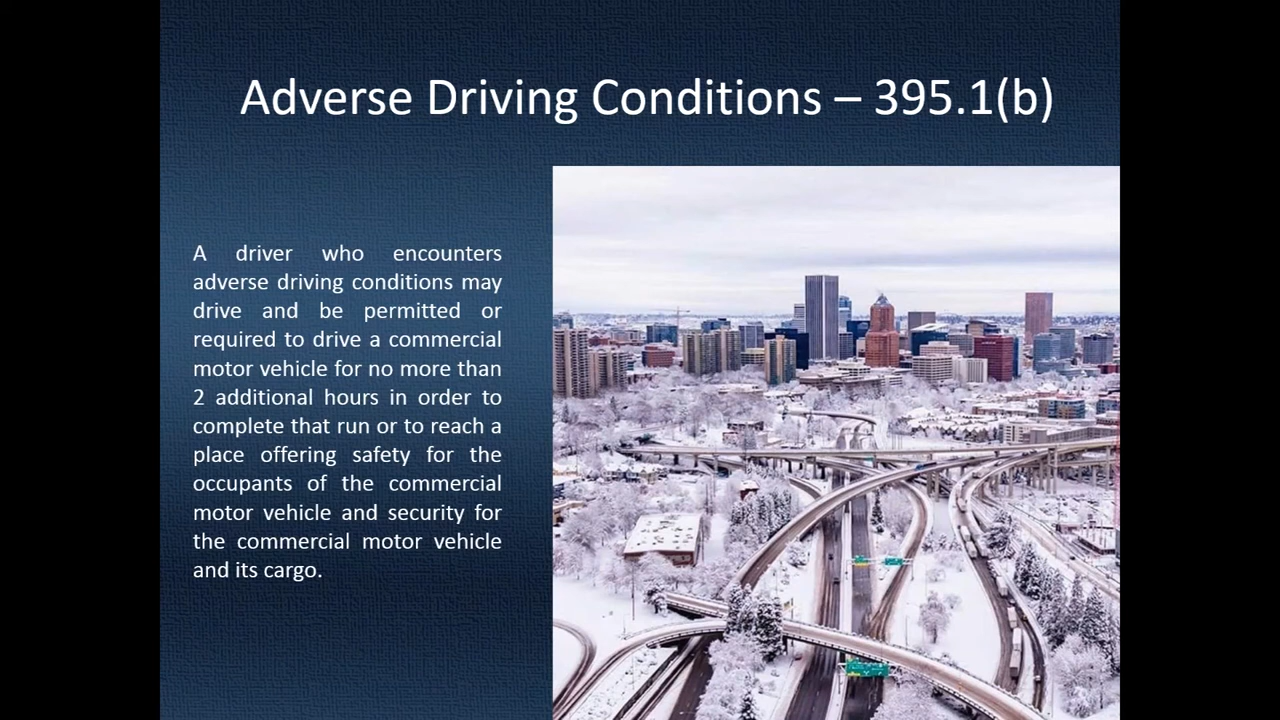 Adverse Driving Conditions – 395.1(b)
A driver who encounters
adverse driving conditions may
drive and be permitted or
required to drive a commercial
motor vehicle for no more than
2 additional hours in order to
complete that run or to reach a
place offering safety for the
occupants of the commercial
motor vehicle and security for
the commercial motor vehicle
and its cargo.